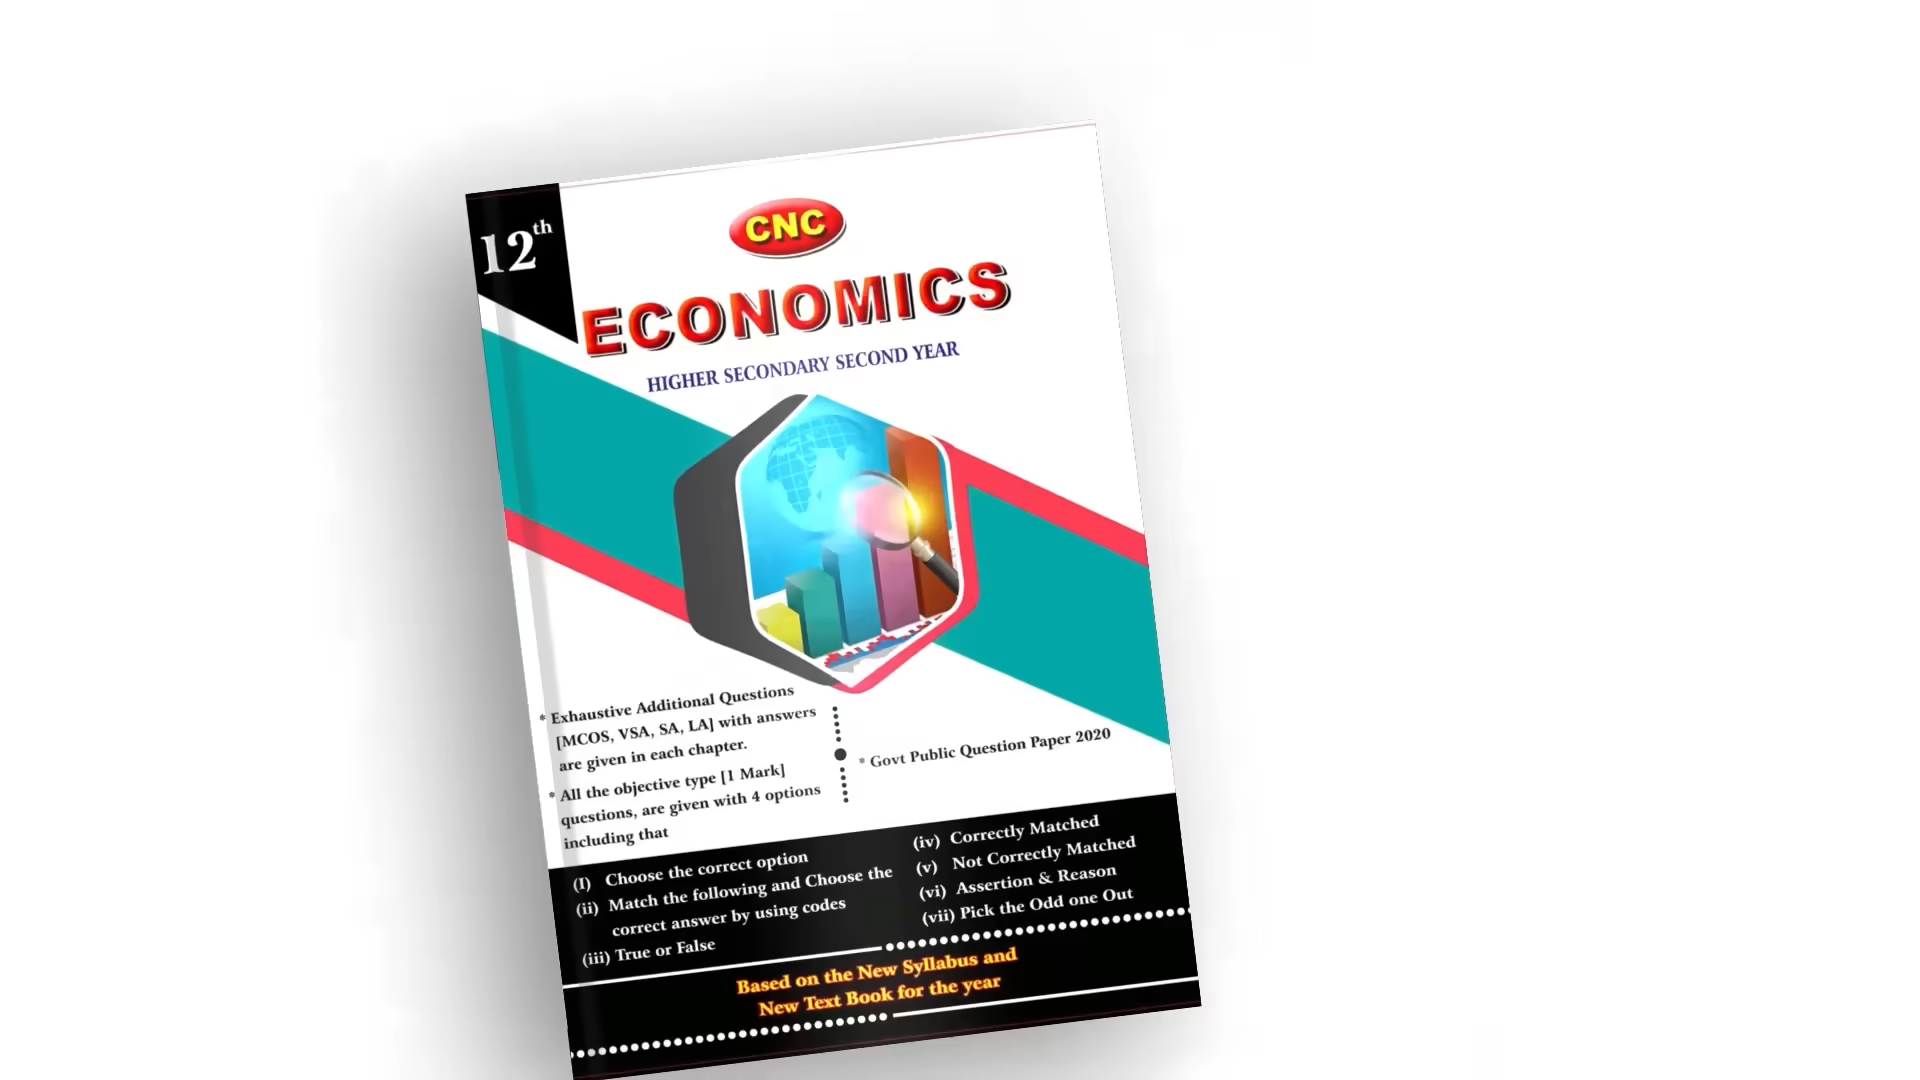 12th
CNC
ECONOMICS
HIGHER SECONDARY SECOND YEAR
* Exhaustive Additional Questions
[MCOS, VSA, SA, LA] with answers
are given in each chapter.
* All the objective type [1 Mark]
questions, are given with 4 options
including that
* Govt Public Question Paper 2020
(I) Choose the correct option
(ii) Match the following and Choose the
correct answer by using codes
(iii) True or False
(iv) Correctly Matched
(v) Not Correctly Matched
(vi) Assertion & Reason
(vii) Pick the Odd one Out
Based on the New Syllabus and
New Text Book for the year